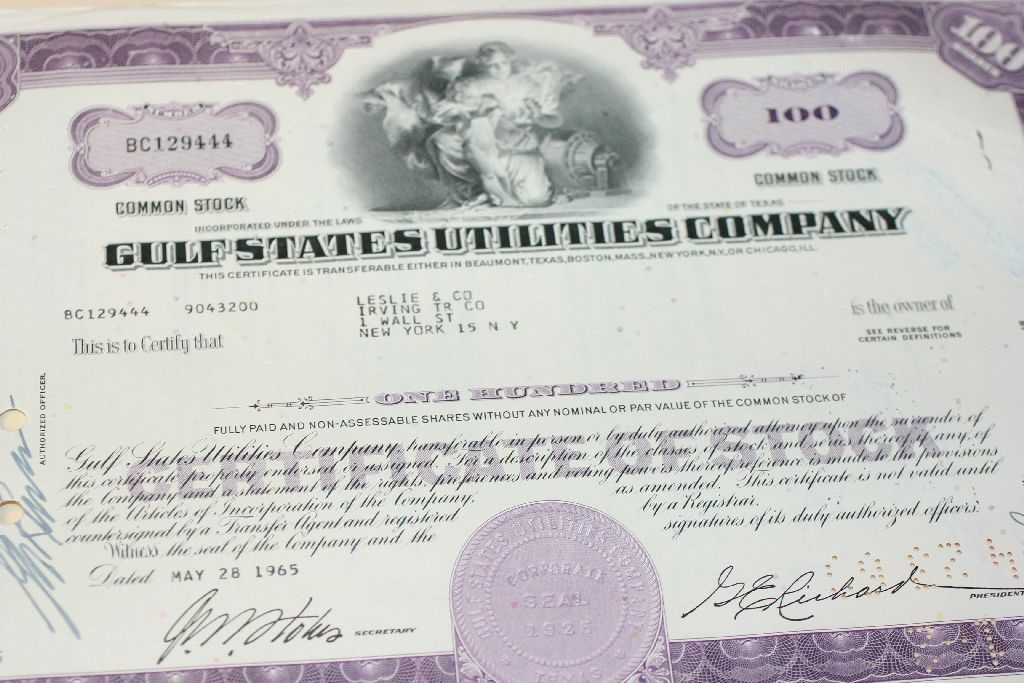 100
BC129444
100
COMMON STOCK
COMMON STOCK
INCORPORATED UNDER THE LAWS OF THE STATE OF TEXAS
GULF STATES UTILITIES COMPANY
THIS CERTIFICATE IS TRANSFERABLE EITHER IN BEAUMONT, TEXAS, BOSTON, MASS., NEW YORK, N.Y., OR CHICAGO, ILL.
BC129444 9043200
LESLIE & CO
IRVING TR CO
1 WALL ST
NEW YORK 15 N Y
This is to Certify that
is the owner of
SEE REVERSE FOR
CERTAIN DEFINITIONS
ONE HUNDRED
FULLY PAID AND NON-ASSESSABLE SHARES WITHOUT ANY NOMINAL OR PAR VALUE OF THE COMMON STOCK OF
Gulf States Utilities Company transferable in person or by duly authorized attorney upon the surrender of
this certificate properly endorsed or assigned. For a description of the classes of stock and series thereof, if any, of
the Company and a statement of the rights, preferences and voting powers thereof reference is made to the provisions
of the Articles of Incorporation of the Company, as amended. This certificate is not valid until
countersigned by a Transfer Agent and registered by a Registrar.
Witness the seal of the Company and the signatures of its duly authorized officers.
Dated MAY 28 1965
SECRETARY
PRESIDENT
AUTHORIZED OFFICER.
GULF STATES UTILITIES COMPANY
CORPORATE
SEAL
1925
TEXAS